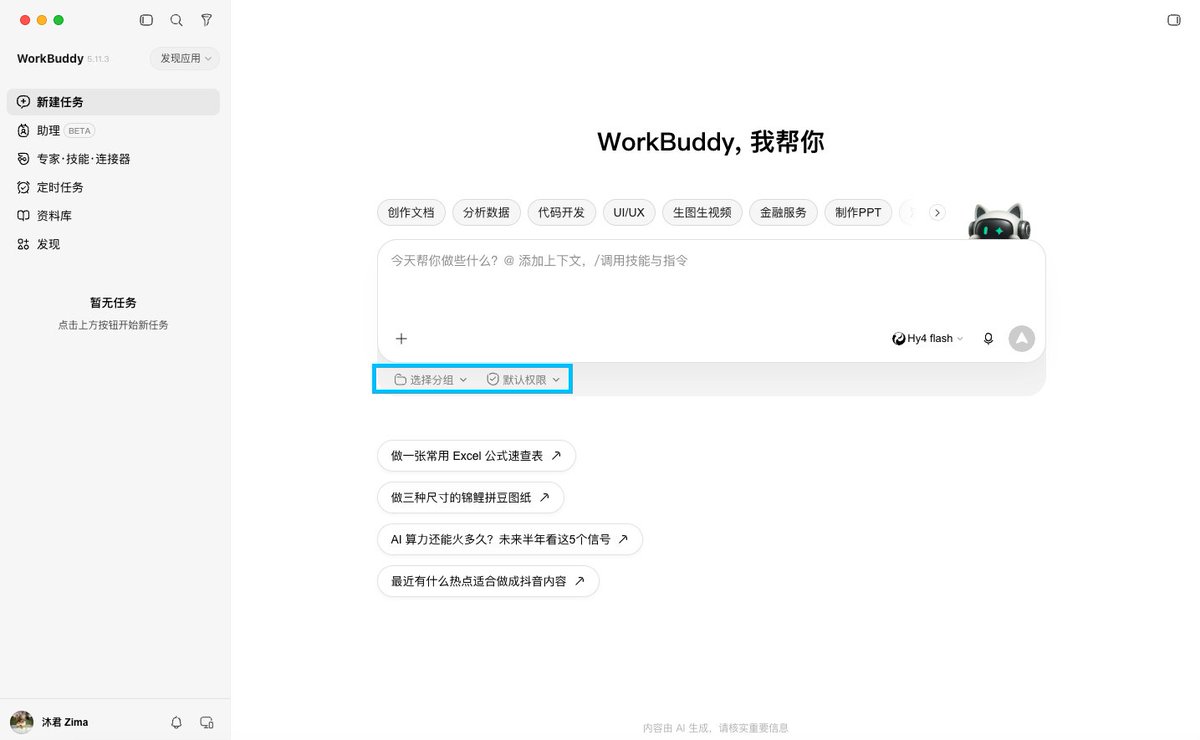 WorkBuddy 5.11.3
发现应用
新建任务
助理 BETA
专家·技能·连接器
定时任务
资料库
发现
暂无任务
点击上方按钮开始新任务
沐君 Zima
WorkBuddy, 我帮你
创作文档 分析数据 代码开发 UI/UX 生图生视频 金融服务 制作PPT
今天帮你做些什么? @ 添加上下文, /调用技能与指令
Hy4 flash
选择分组 默认权限
做一张常用 Excel 公式速查表
做三种尺寸的锦鲤拼豆图纸
AI 算力还能火多久? 未来半年看这5个信号
最近有什么热点适合做成抖音内容
内容由 AI 生成, 请核实重要信息